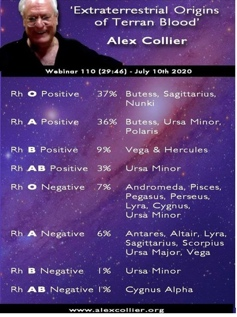 'Extraterrestrial Origins
of Terran Blood'
Alex Collier
Webinar 110 (29:46) - July 10th 2020
Rh O Positive 37% Butess, Sagittarius,
Nunki
Rh A Positive 36% Butess, Ursa Minor,
Polaris
Rh B Positive 9% Vega & Hercules
Rh AB Positive 3% Ursa Minor
Rh O Negative 7% Andromeda, Pisces,
Pegasus, Perseus,
Lyra, Cygnus,
Ursa Minor
Rh A Negative 6% Antares, Altair, Lyra,
Sagittarius, Scorpius
Ursa Major, Vega
Rh B Negative 1% Ursa Minor
Rh AB Negative 1% Cygnus Alpha
www.alexcollier.org